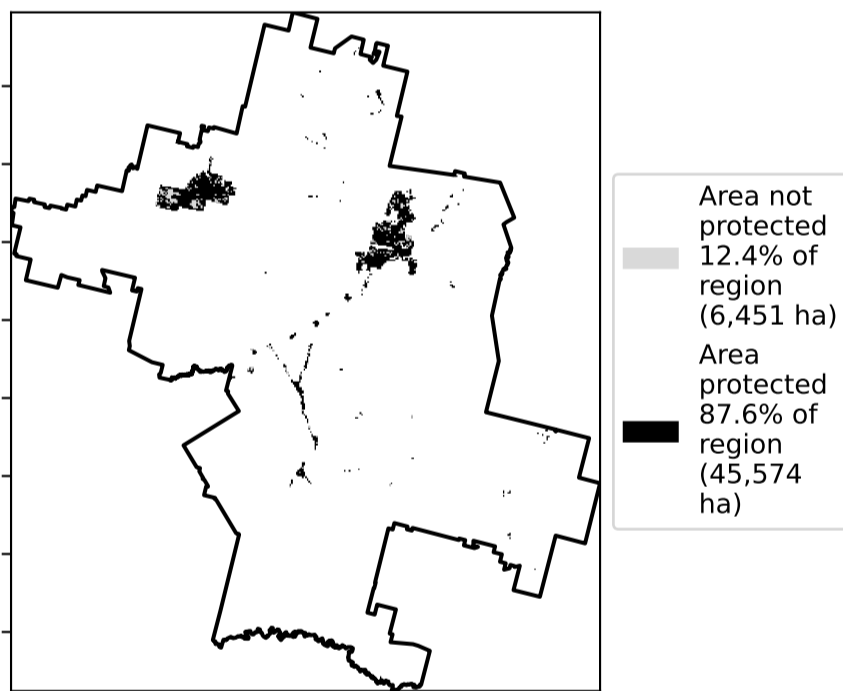 Area not
protected
12.4% of
region
(6,451 ha)
Area
protected
87.6% of
region
(45,574
ha)